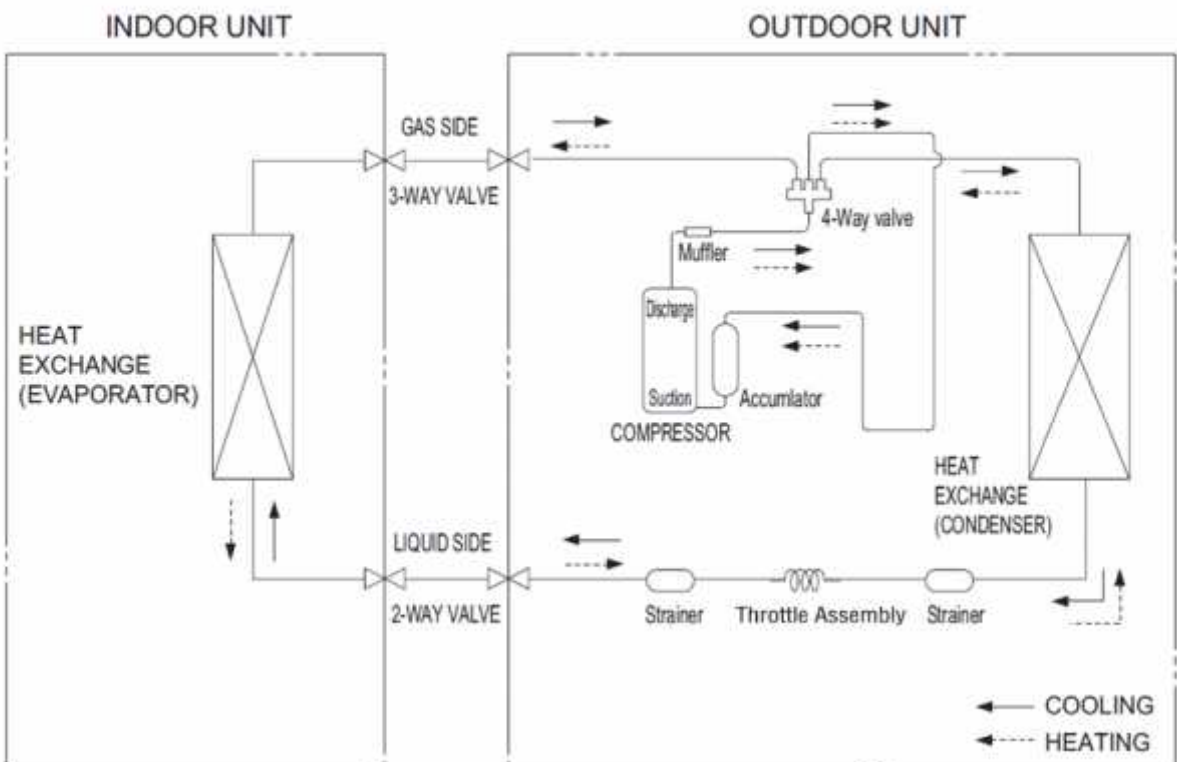 INDOOR UNIT
OUTDOOR UNIT
GAS SIDE
3-WAY VALVE
4-Way valve
Muffler
Discharge
HEAT
EXCHANGE
(EVAPORATOR)
Suction
Accumlator
COMPRESSOR
HEAT
EXCHANGE
(CONDENSER)
LIQUID SIDE
2-WAY VALVE
Strainer
Throttle Assembly
Strainer
COOLING
HEATING